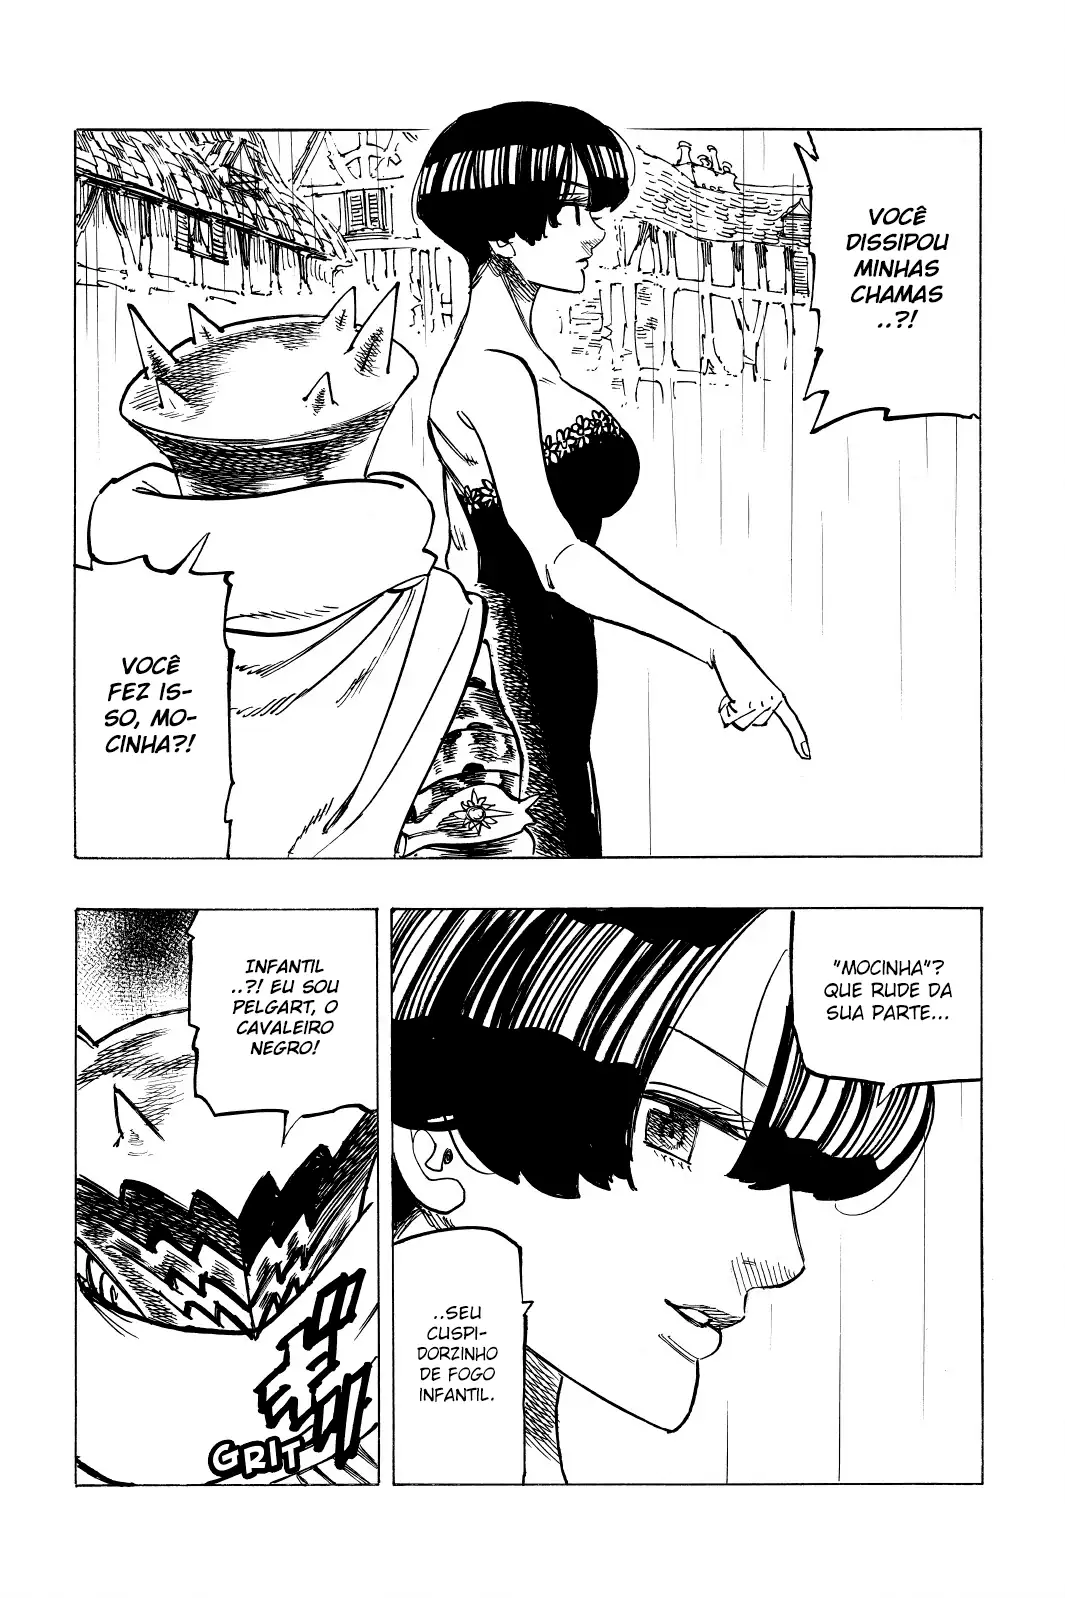 VOCÊ
DISSIPOU
MINHAS
CHAMAS
..?!
VOCÊ
FEZ IS-
SO, MO-
CINHA?!
"MOCINHA"?
QUE RUDE DA
SUA PARTE...
..SEU
CUSPI-
DORZINHO
DE FOGO
INFANTIL.
INFANTIL
..?! EU SOU
PELGART, O
CAVALEIRO
NEGRO!
GRIT